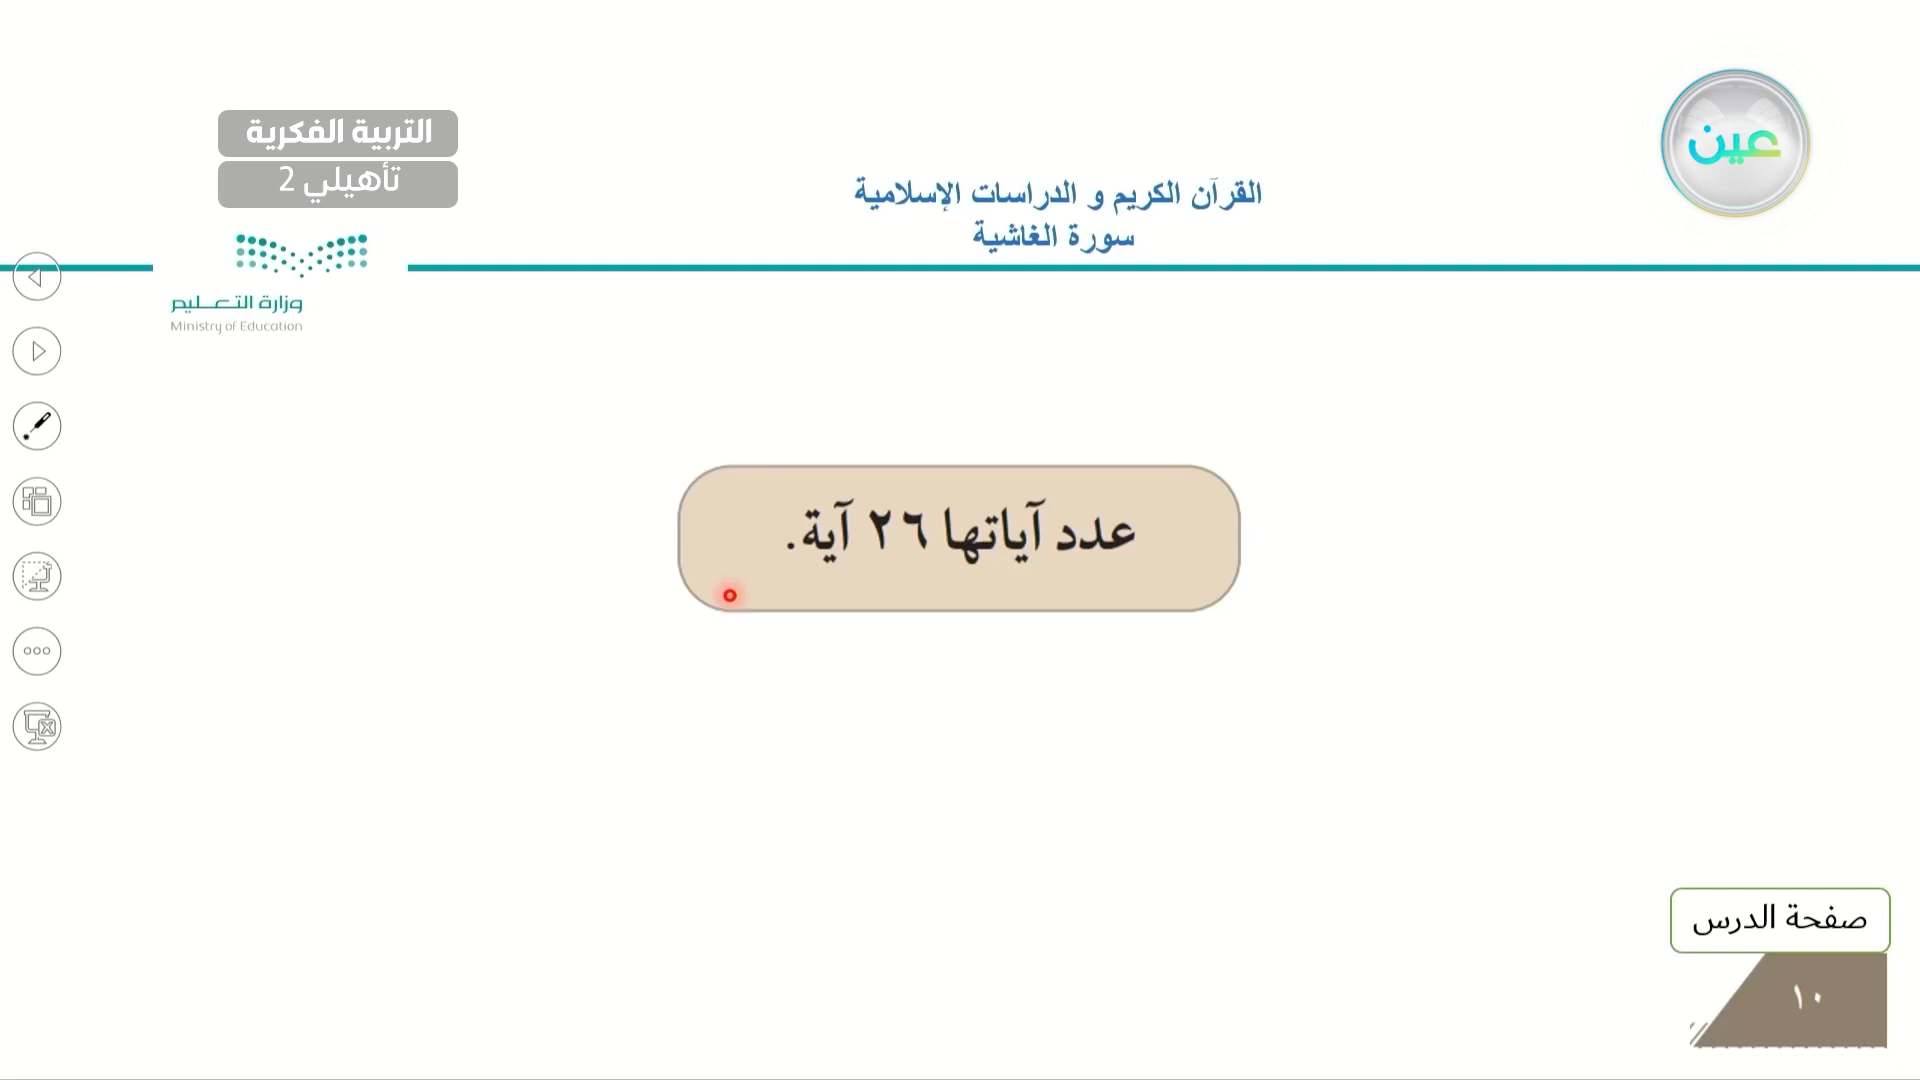 عين
التربية الفكرية
تأهيلي 2
القرآن الكريم و الدراسات الإسلامية
سورة الغاشية
وزارة التعـــليم
Ministry of Education
عدد آياتها ٢٦ آية.
صفحة الدرس
١٠